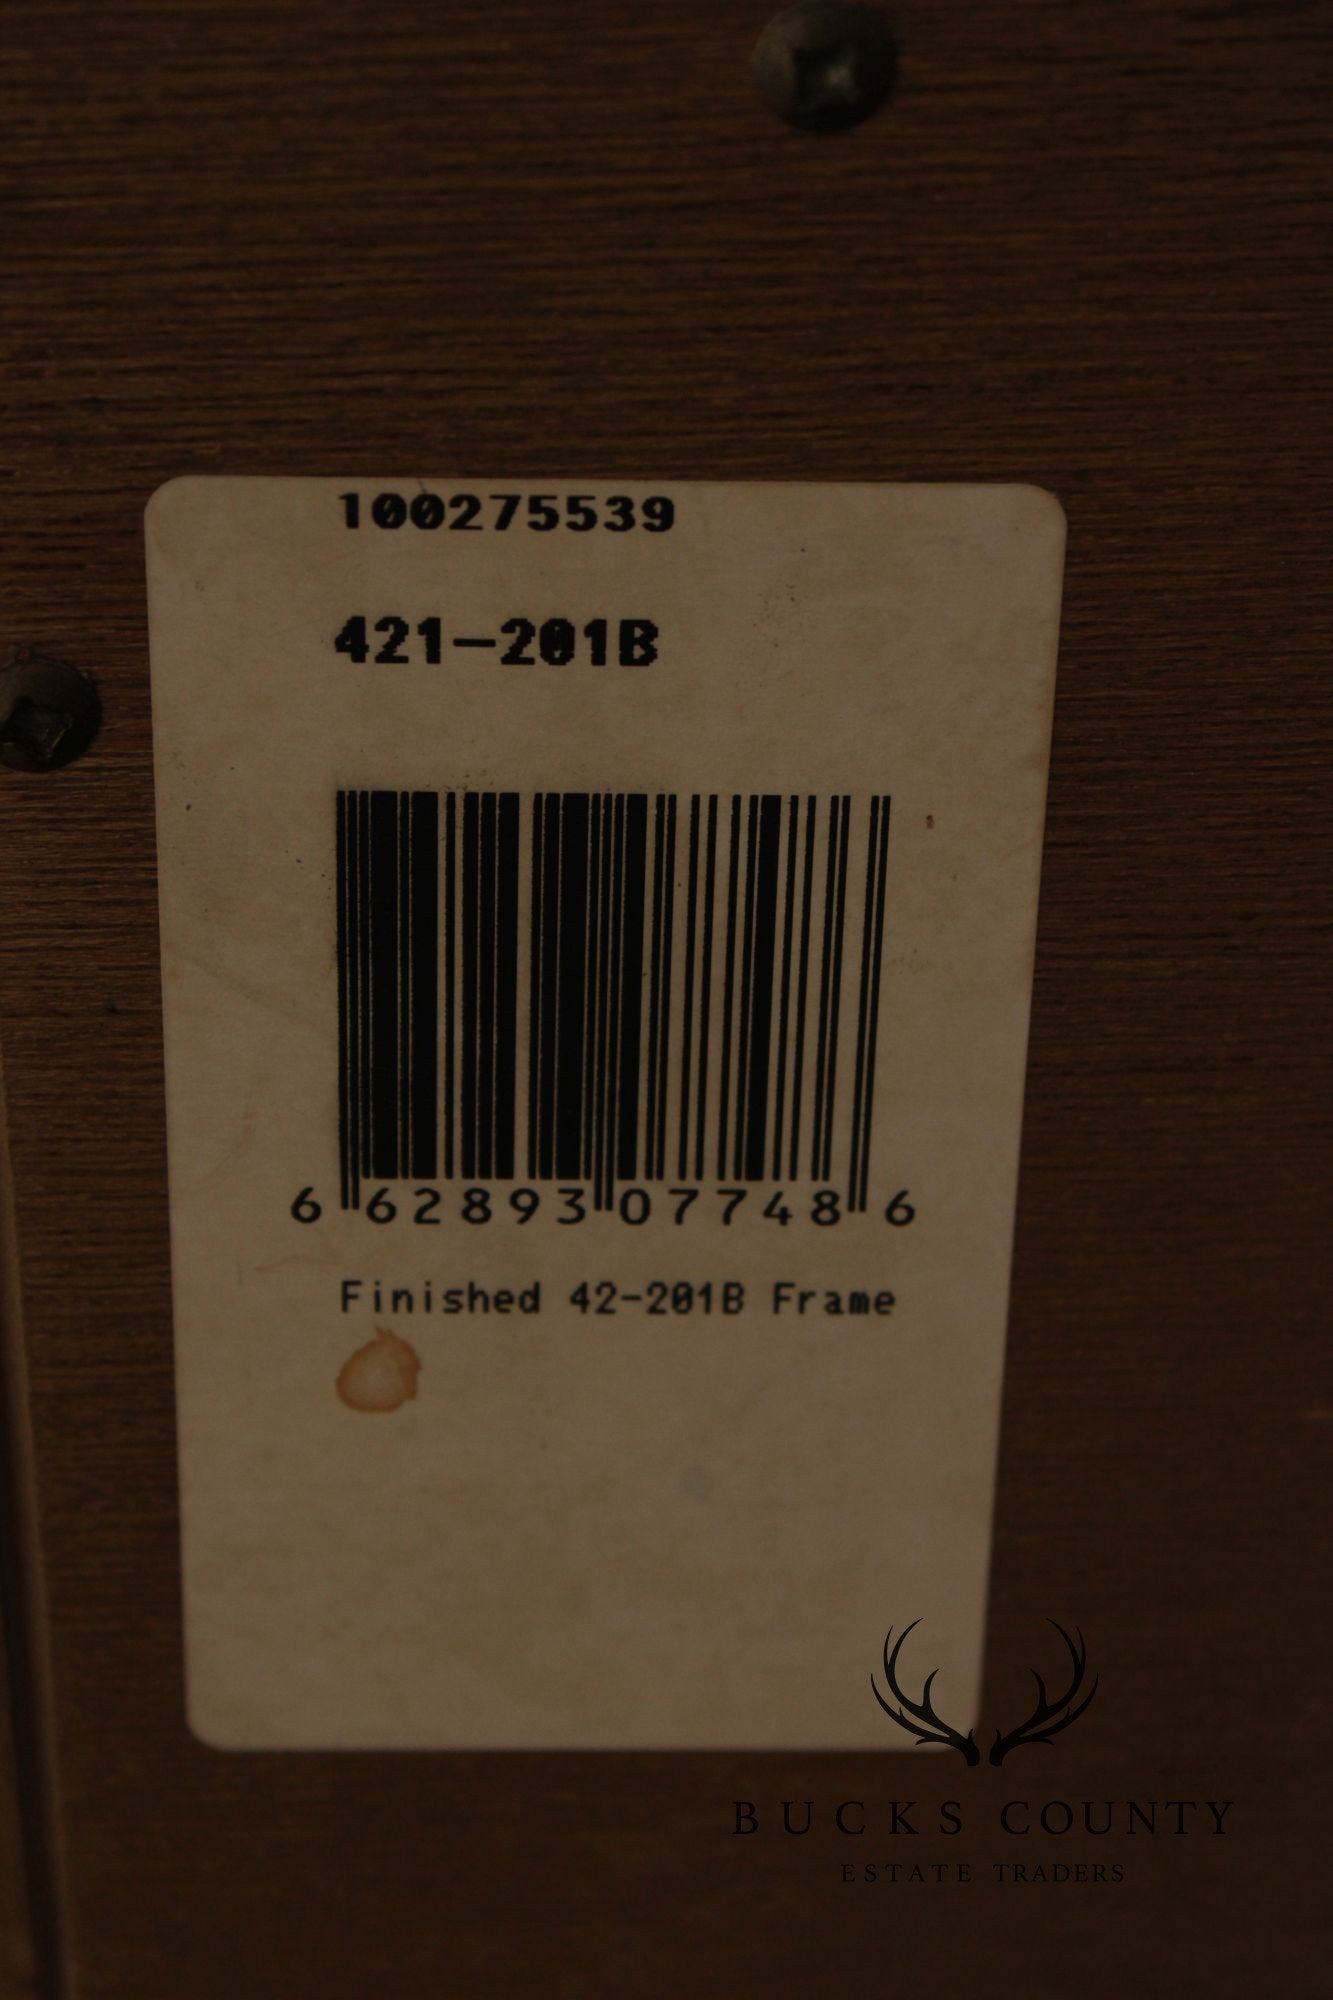 100275539
421-201B
6 62893 07748 6
Finished 42-201B Frame
BUCKS COUNTY
ESTATE TRADERS